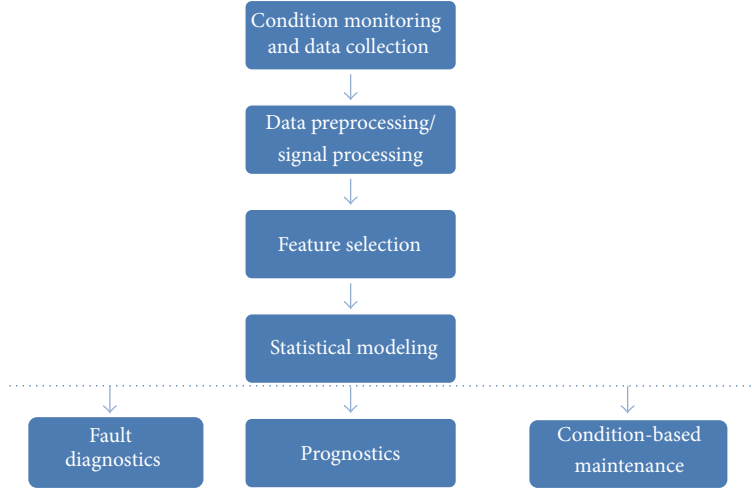 Condition monitoring
and data collection
Data preprocessing/
signal processing
Feature selection
Statistical modeling
Fault
diagnostics
Prognostics
Condition-based
maintenance